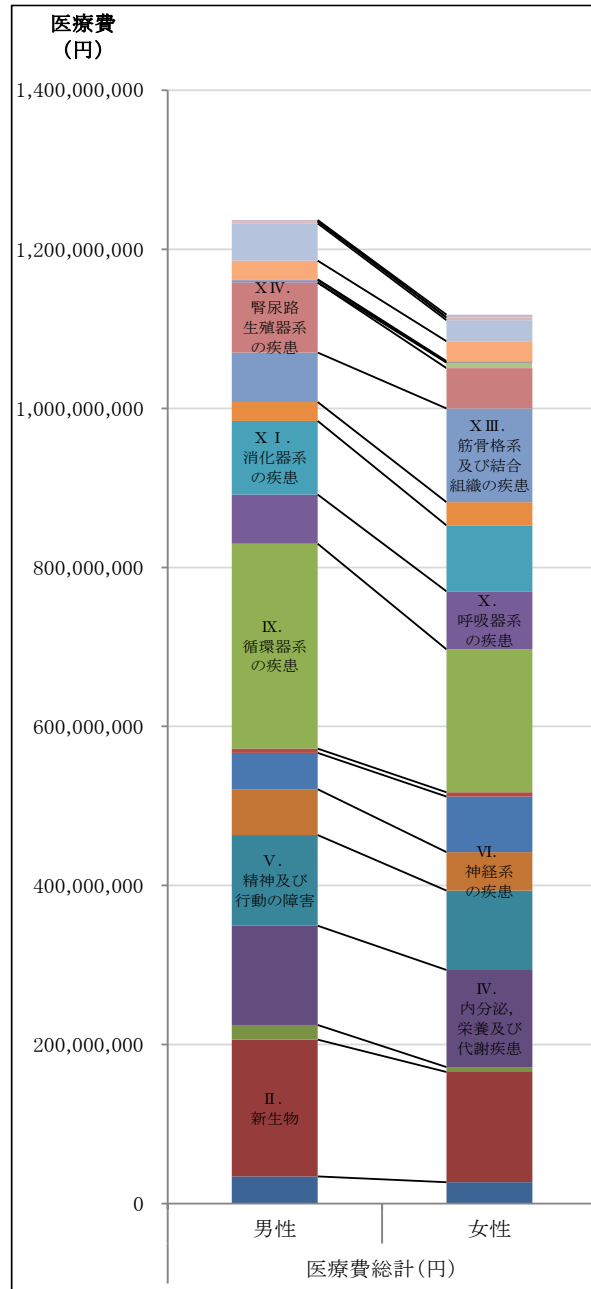 医療費
（円）
1,400,000,000
1,200,000,000
1,000,000,000
800,000,000
600,000,000
400,000,000
200,000,000
0
ⅩⅣ．
腎尿路
生殖器系
の疾患
ⅩⅠ．
消化器系
の疾患
Ⅸ．
循環器系
の疾患
Ⅴ．
精神及び
行動の障害
Ⅱ．
新生物
ⅩⅢ．
筋骨格系
及び結合
組織の疾患
Ⅹ．
呼吸器系
の疾患
Ⅵ．
神経系
の疾患
Ⅳ．
内分泌，
栄養及び
代謝疾患
男性
女性
医療費総計（円）